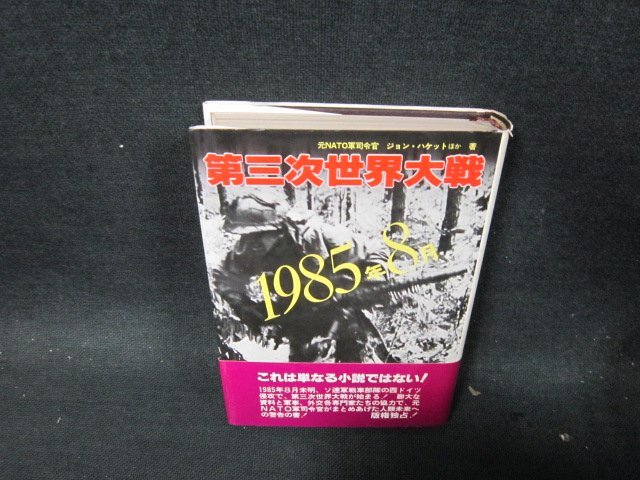 元NATO軍司令官 ジョン・ハケットほか 著
第三次世界大戦
1985年8月
これは単なる小説ではない!
1985年8月未明、ソ連軍戦車部隊の西ドイツ
侵攻で、第三次世界大戦が始まる! 厖大な
資料と軍事、外交各専門家たちの協力で、元
NATO軍司令官がまとめあげた人類未来へ
の警告の書! 版権独占!